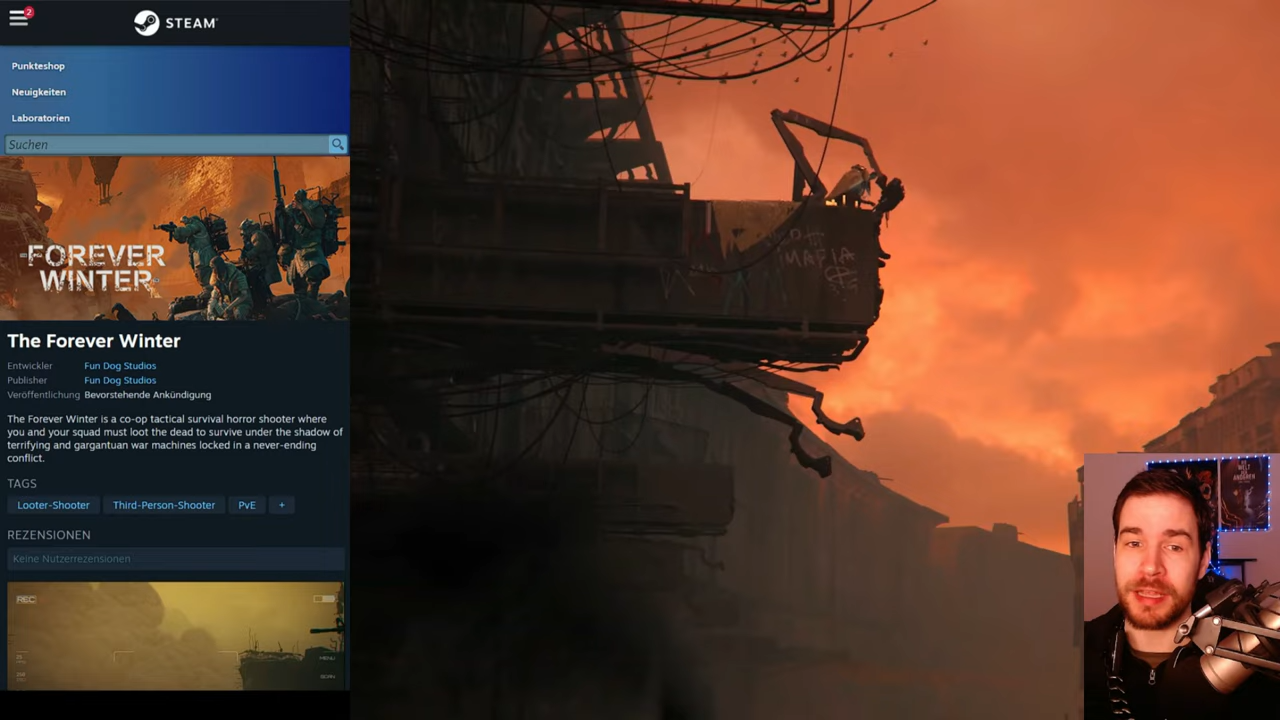 2
STEAM
Punkteshop
Neuigkeiten
Laboratorien
Suchen
FOREVER
WINTER
The Forever Winter
Entwickler Fun Dog Studios
Publisher Fun Dog Studios
Veröffentlichung Bevorstehende Ankündigung
The Forever Winter is a co-op tactical survival horror shooter where
you and your squad must loot the dead to survive under the shadow of
terrifying and gargantuan war machines locked in a never-ending
conflict.
TAGS
Looter-Shooter Third-Person-Shooter PvE +
REZENSIONEN
Keine Nutzerrezensionen
REC
MENU
SCAN
MAFIA